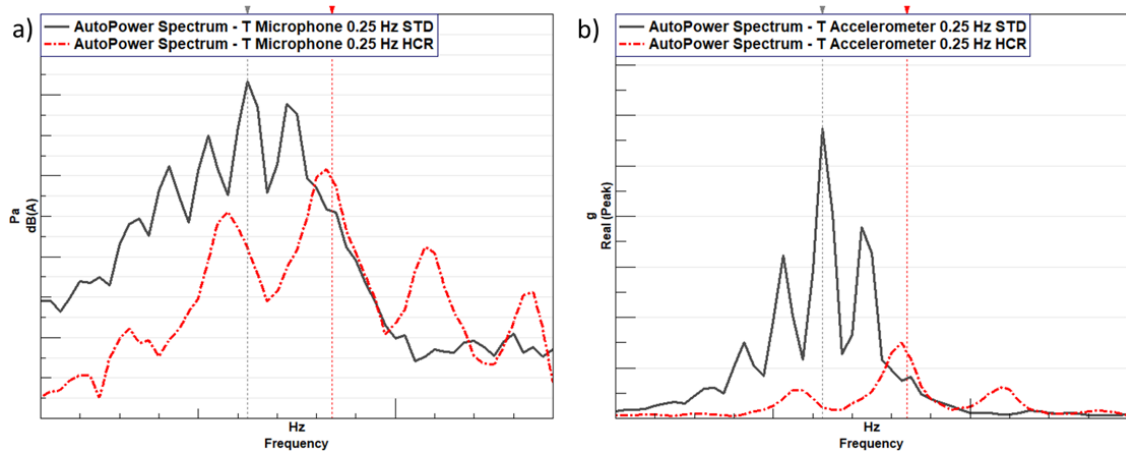 a)
AutoPower Spectrum - T Microphone 0.25 Hz STD
AutoPower Spectrum - T Microphone 0.25 Hz HCR
Pa
dB(A)
Hz
Frequency
b)
AutoPower Spectrum - T Accelerometer 0.25 Hz STD
AutoPower Spectrum - T Accelerometer 0.25 Hz HCR
g
Real (Peak)
Hz
Frequency